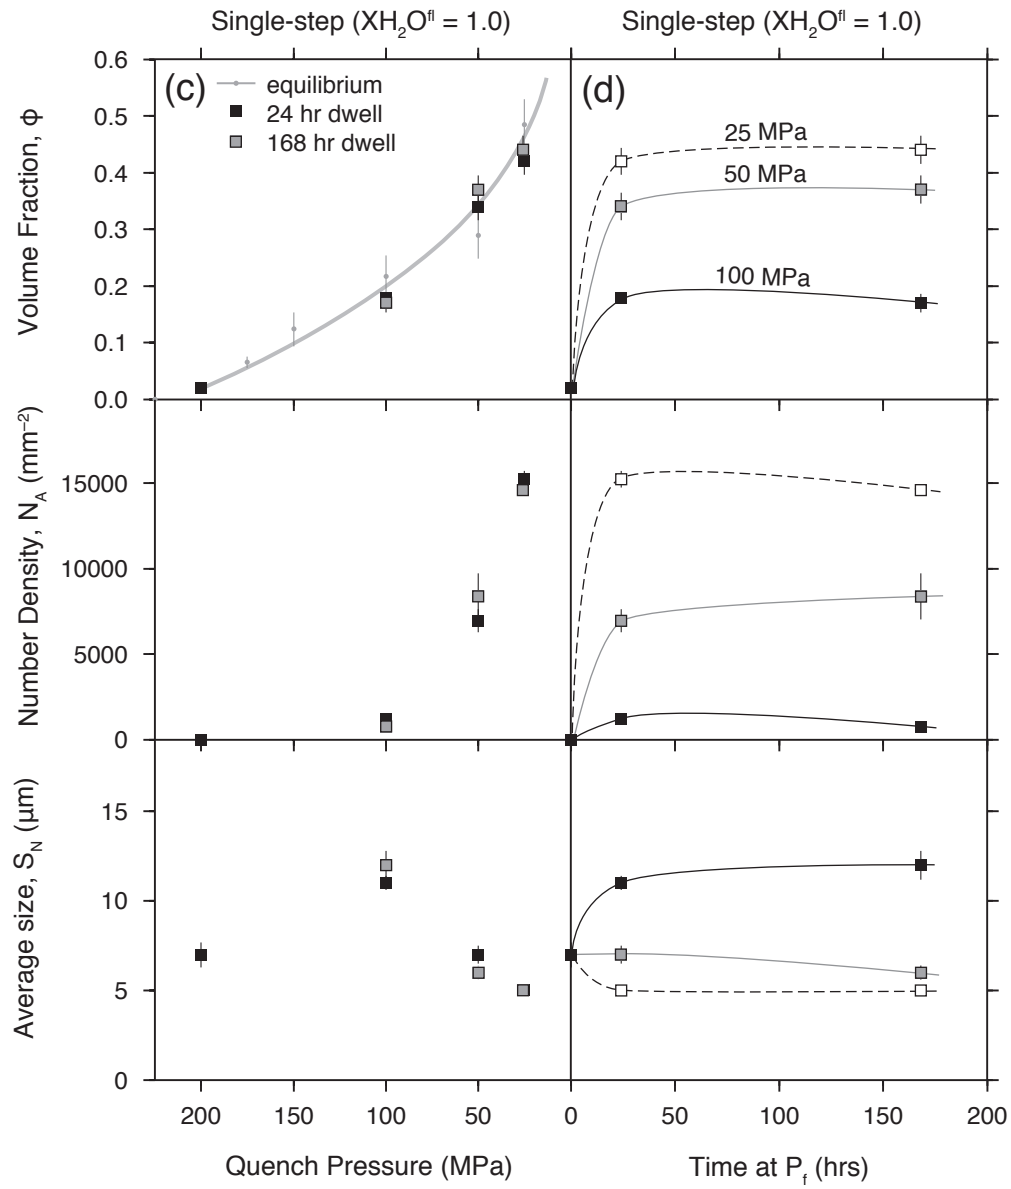 Single-step (XH₂Oᶠˡ = 1.0)
Single-step (XH₂Oᶠˡ = 1.0)
(c)
equilibrium
24 hr dwell
168 hr dwell
(d)
25 MPa
50 MPa
100 MPa
Volume Fraction, ϕ
0.6
0.5
0.4
0.3
0.2
0.1
0.0
Number Density, N_A (mm⁻²)
15000
10000
5000
0
Average size, S_N (µm)
15
10
5
0
200 150 100 50 0 50 100 150 200
Quench Pressure (MPa)
Time at P_f (hrs)